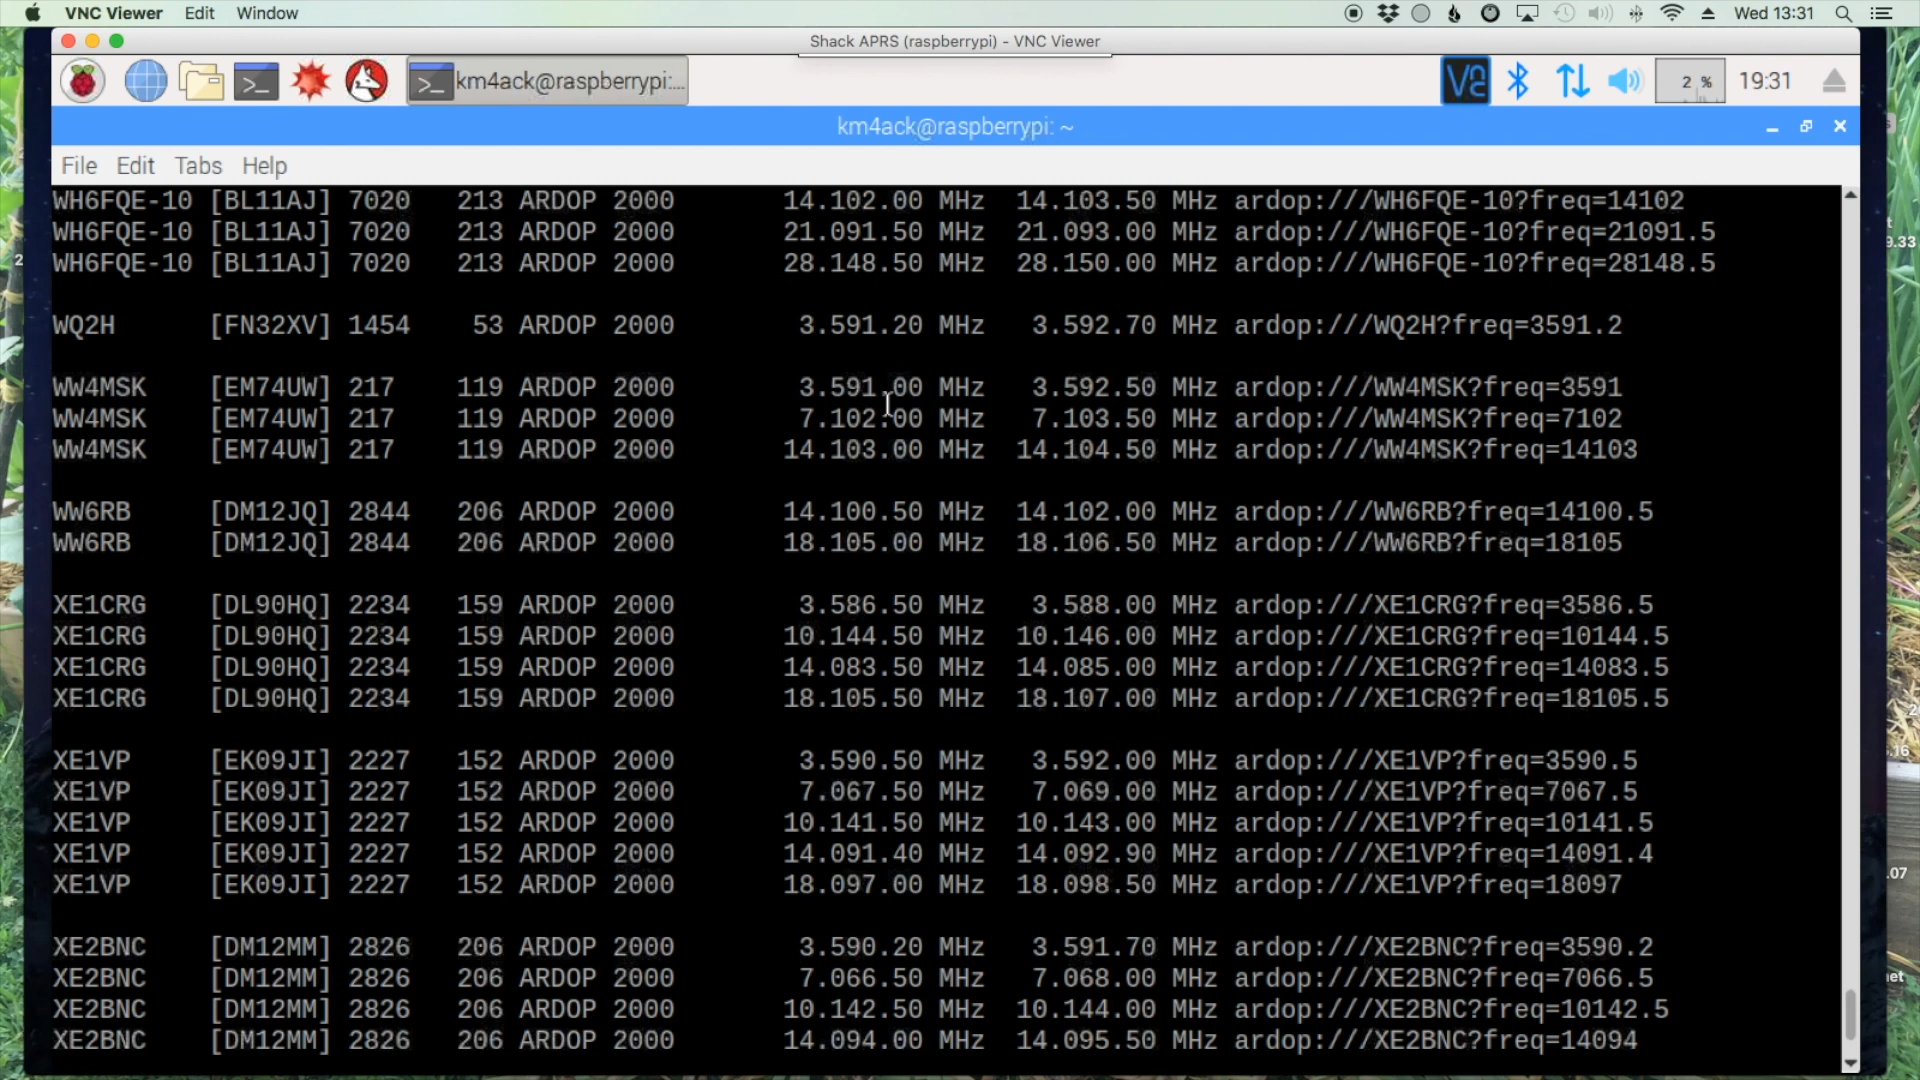 VNC Viewer Edit Window Wed 13:31
Shack APRS (raspberrypi) - VNC Viewer
km4ack@raspberrypi:... V2 2 % 19:31
km4ack@raspberrypi: ~
File Edit Tabs Help
WH6FQE-10 [BL11AJ] 7020 213 ARDOP 2000 14.102.00 MHz 14.103.50 MHz ardop:///WH6FQE-10?freq=14102
WH6FQE-10 [BL11AJ] 7020 213 ARDOP 2000 21.091.50 MHz 21.093.00 MHz ardop:///WH6FQE-10?freq=21091.5
WH6FQE-10 [BL11AJ] 7020 213 ARDOP 2000 28.148.50 MHz 28.150.00 MHz ardop:///WH6FQE-10?freq=28148.5
WQ2H [FN32XV] 1454 53 ARDOP 2000 3.591.20 MHz 3.592.70 MHz ardop:///WQ2H?freq=3591.2
WW4MSK [EM74UW] 217 119 ARDOP 2000 3.591.00 MHz 3.592.50 MHz ardop:///WW4MSK?freq=3591
WW4MSK [EM74UW] 217 119 ARDOP 2000 7.102.00 MHz 7.103.50 MHz ardop:///WW4MSK?freq=7102
WW4MSK [EM74UW] 217 119 ARDOP 2000 14.103.00 MHz 14.104.50 MHz ardop:///WW4MSK?freq=14103
WW6RB [DM12JQ] 2844 206 ARDOP 2000 14.100.50 MHz 14.102.00 MHz ardop:///WW6RB?freq=14100.5
WW6RB [DM12JQ] 2844 206 ARDOP 2000 18.105.00 MHz 18.106.50 MHz ardop:///WW6RB?freq=18105
XE1CRG [DL90HQ] 2234 159 ARDOP 2000 3.586.50 MHz 3.588.00 MHz ardop:///XE1CRG?freq=3586.5
XE1CRG [DL90HQ] 2234 159 ARDOP 2000 10.144.50 MHz 10.146.00 MHz ardop:///XE1CRG?freq=10144.5
XE1CRG [DL90HQ] 2234 159 ARDOP 2000 14.083.50 MHz 14.085.00 MHz ardop:///XE1CRG?freq=14083.5
XE1CRG [DL90HQ] 2234 159 ARDOP 2000 18.105.50 MHz 18.107.00 MHz ardop:///XE1CRG?freq=18105.5
XE1VP [EK09JI] 2227 152 ARDOP 2000 3.590.50 MHz 3.592.00 MHz ardop:///XE1VP?freq=3590.5
XE1VP [EK09JI] 2227 152 ARDOP 2000 7.067.50 MHz 7.069.00 MHz ardop:///XE1VP?freq=7067.5
XE1VP [EK09JI] 2227 152 ARDOP 2000 10.141.50 MHz 10.143.00 MHz ardop:///XE1VP?freq=10141.5
XE1VP [EK09JI] 2227 152 ARDOP 2000 14.091.40 MHz 14.092.90 MHz ardop:///XE1VP?freq=14091.4
XE1VP [EK09JI] 2227 152 ARDOP 2000 18.097.00 MHz 18.098.50 MHz ardop:///XE1VP?freq=18097
XE2BNC [DM12MM] 2826 206 ARDOP 2000 3.590.20 MHz 3.591.70 MHz ardop:///XE2BNC?freq=3590.2
XE2BNC [DM12MM] 2826 206 ARDOP 2000 7.066.50 MHz 7.068.00 MHz ardop:///XE2BNC?freq=7066.5
XE2BNC [DM12MM] 2826 206 ARDOP 2000 10.142.50 MHz 10.144.00 MHz ardop:///XE2BNC?freq=10142.5
XE2BNC [DM12MM] 2826 206 ARDOP 2000 14.094.00 MHz 14.095.50 MHz ardop:///XE2BNC?freq=14094